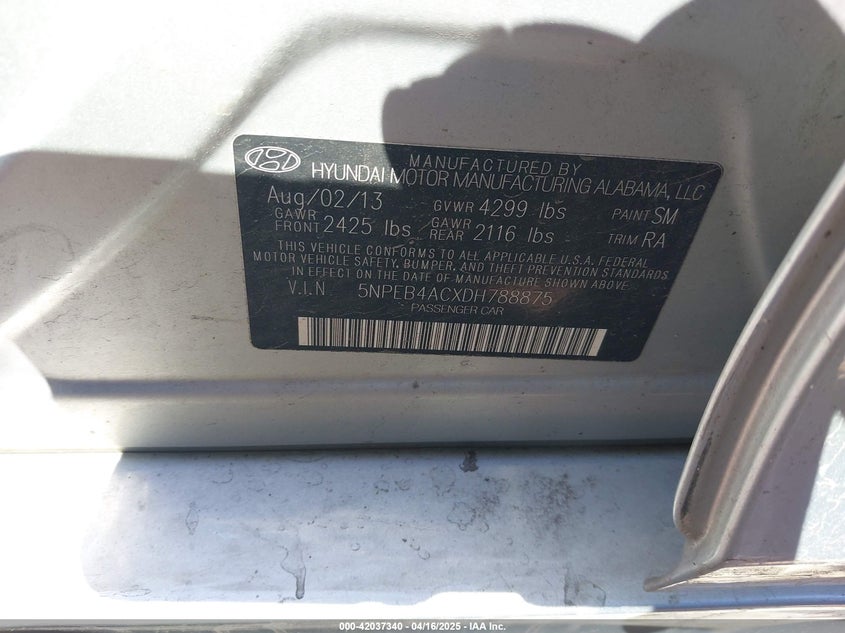 MANUFACTURED BY
HYUNDAI MOTOR MANUFACTURING ALABAMA, LLC
Aug/02/13 GVWR 4299 lbs PAINT SM
GAWR FRONT 2425 lbs GAWR REAR 2116 lbs TRIM RA
THIS VEHICLE CONFORMS TO ALL APPLICABLE U.S.A. FEDERAL
MOTOR VEHICLE SAFETY, BUMPER, AND THEFT PREVENTION STANDARDS
IN EFFECT ON THE DATE OF MANUFACTURE SHOWN ABOVE.
V.I.N 5NPEB4ACXDH788875
PASSENGER CAR
000-42037340 - 04/16/2025 - IAA Inc.